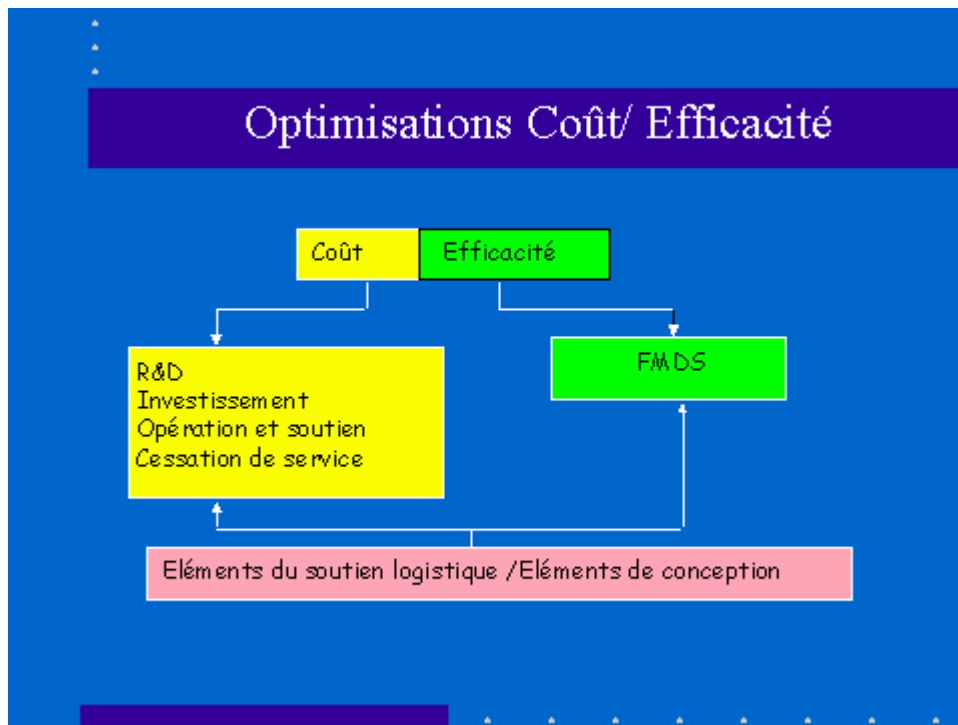 Optimisations Coût/ Efficacité
Coût
Efficacité
R&D
Investissement
Opération et soutien
Cessation de service
FMDS
Eléments du soutien logistique /Eléments de conception